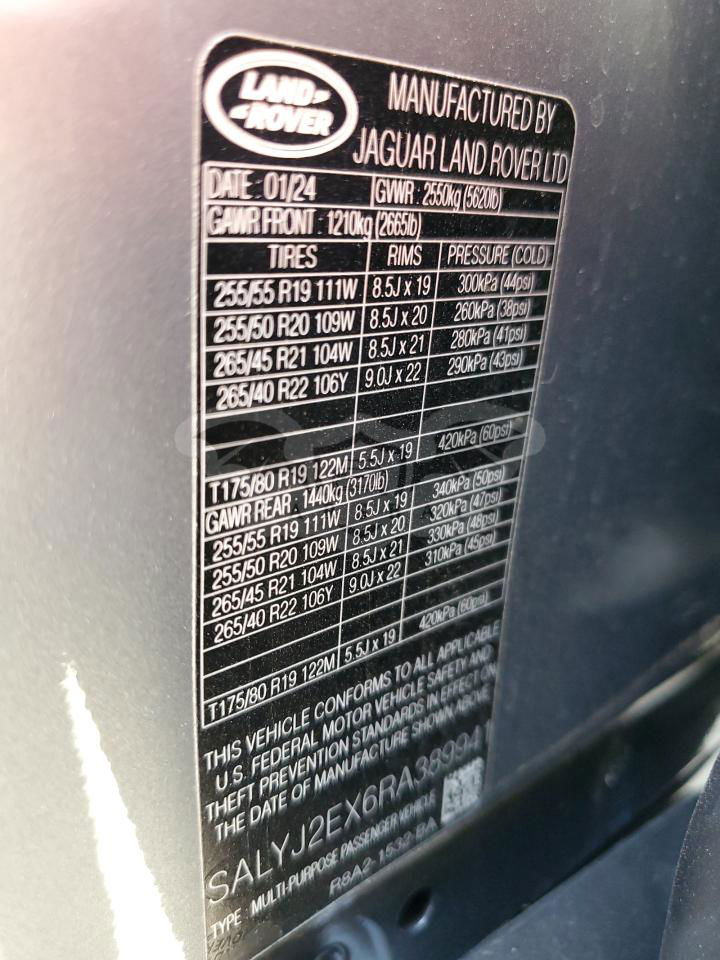 LAND ROVER
MANUFACTURED BY
JAGUAR LAND ROVER LTD
DATE : 01/24 GVWR : 2550kg (5620lb)
GAWR FRONT : 1210kg (2665lb)
TIRES RIMS PRESSURE (COLD)
255/55 R19 111W 8.5J x 19 300kPa (44psi)
255/50 R20 109W 8.5J x 20 260kPa (38psi)
265/45 R21 104W 8.5J x 21 280kPa (41psi)
265/40 R22 106Y 9.0J x 22 290kPa (43psi)
T175/80 R19 122M 5.5J x 19 420kPa (60psi)
GAWR REAR : 1440kg (3170lb)
255/55 R19 111W 8.5J x 19 340kPa (50psi)
255/50 R20 109W 8.5J x 20 320kPa (47psi)
265/45 R21 104W 8.5J x 21 330kPa (48psi)
265/40 R22 106Y 9.0J x 22 310kPa (45psi)
T175/80 R19 122M 5.5J x 19 420kPa (60psi)
THIS VEHICLE CONFORMS TO ALL APPLICABLE
U.S. FEDERAL MOTOR VEHICLE SAFETY AND
THEFT PREVENTION STANDARDS IN EFFECT ON
THE DATE OF MANUFACTURE SHOWN ABOVE
SALYJ2EX6RA389941
TYPE : MULTI-PURPOSE PASSENGER VEHICLE
R8A2-1532-BA